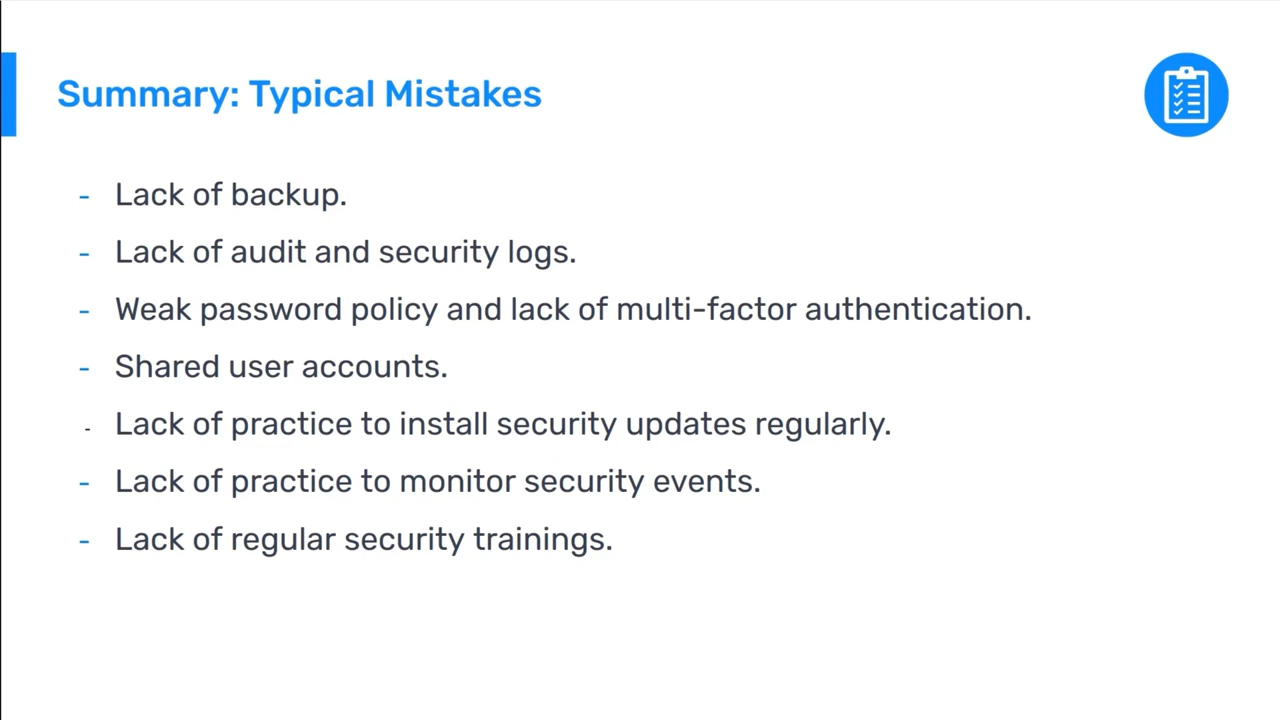 Summary: Typical Mistakes
- Lack of backup.
- Lack of audit and security logs.
- Weak password policy and lack of multi-factor authentication.
- Shared user accounts.
- Lack of practice to install security updates regularly.
- Lack of practice to monitor security events.
- Lack of regular security trainings.